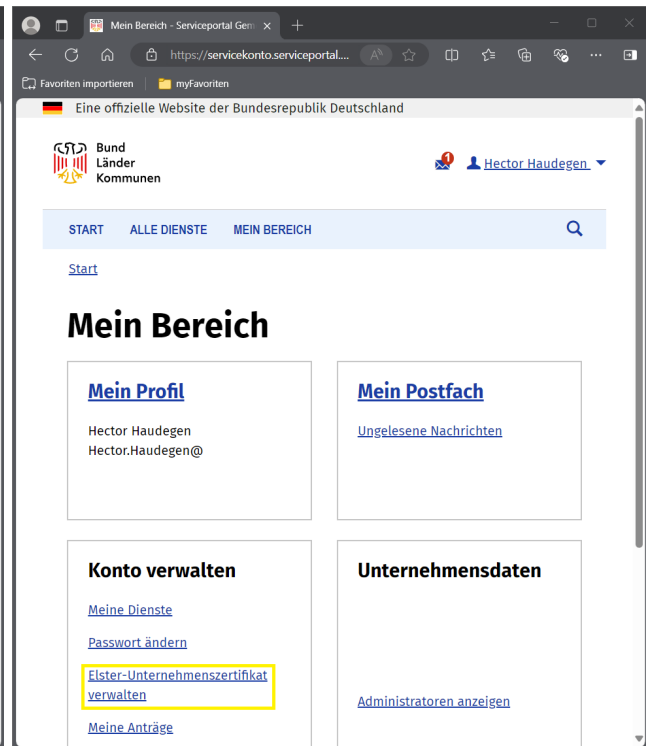 Mein Bereich - Serviceportal Gem
https://servicekonto.serviceportal....
Favoriten importieren
myFavoriten
Eine offizielle Website der Bundesrepublik Deutschland
Bund
Länder
Kommunen
1
Hector Haudegen
START ALLE DIENSTE MEIN BEREICH
Start
Mein Bereich
Mein Profil
Hector Haudegen
Hector.Haudegen@
Mein Postfach
Ungelesene Nachrichten
Konto verwalten
Meine Dienste
Passwort ändern
Elster-Unternehmenszertifikat
verwalten
Meine Anträge
Unternehmensdaten
Administratoren anzeigen